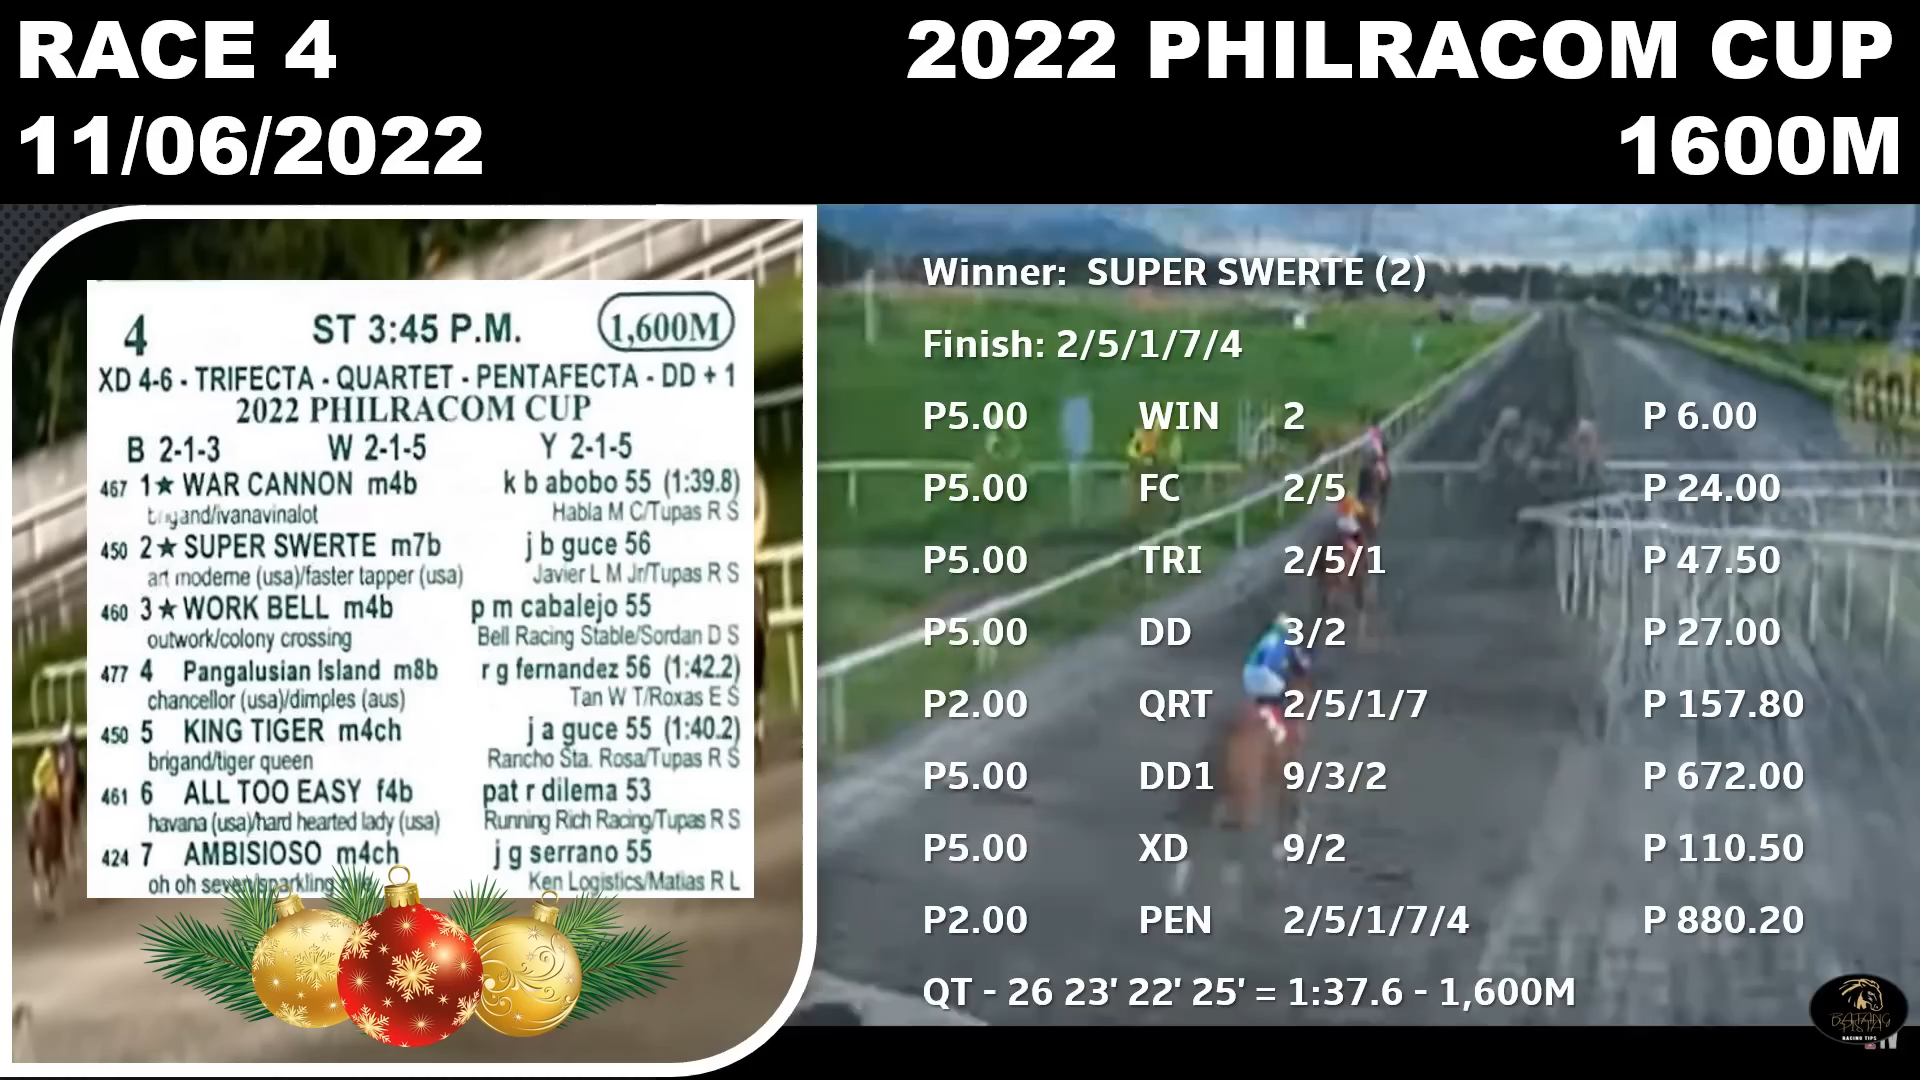 RACE 4
11/06/2022
2022 PHILRACOM CUP
1600M
4 ST 3:45 P.M. 1,600M
XD 4-6 - TRIFECTA - QUARTET - PENTAFECTA - DD + 1
2022 PHILRACOM CUP
B 2-1-3 W 2-1-5 Y 2-1-5
467 1★ WAR CANNON m4b k b abobo 55 (1:39.8)
brigand/ivanavinalot Habla M C/Tupas R S
450 2★ SUPER SWERTE m7b j b guce 56
art moderne (usa)/faster tapper (usa) Javier L M Jr/Tupas R S
460 3★ WORK BELL m4b p m cabalejo 55
outwork/colony crossing Bell Racing Stable/Sordan D S
477 4 Pangalusian Island m8b r g fernandez 56 (1:42.2)
chancellor (usa)/dimples (aus) Tan W T/Roxas E S
450 5 KING TIGER m4ch j a guce 55 (1:40.2)
brigand/tiger queen Rancho Sta. Rosa/Tupas R S
461 6 ALL TOO EASY f4b pat r dilema 53
havana (usa)/hard hearted lady (usa) Running Rich Racing/Tupas R S
424 7 AMBISIOSO m4ch j g serrano 55
oh oh seven/sparkling Ken Logistics/Matias R L
Winner: SUPER SWERTE (2)
Finish: 2/5/1/7/4
P5.00 WIN 2 P 6.00
P5.00 FC 2/5 P 24.00
P5.00 TRI 2/5/1 P 47.50
P5.00 DD 3/2 P 27.00
P2.00 QRT 2/5/1/7 P 157.80
P5.00 DD1 9/3/2 P 672.00
P5.00 XD 9/2 P 110.50
P2.00 PEN 2/5/1/7/4 P 880.20
QT - 26 23' 22' 25' = 1:37.6 - 1,600M
BATANG
PISTA
RACING TIPS